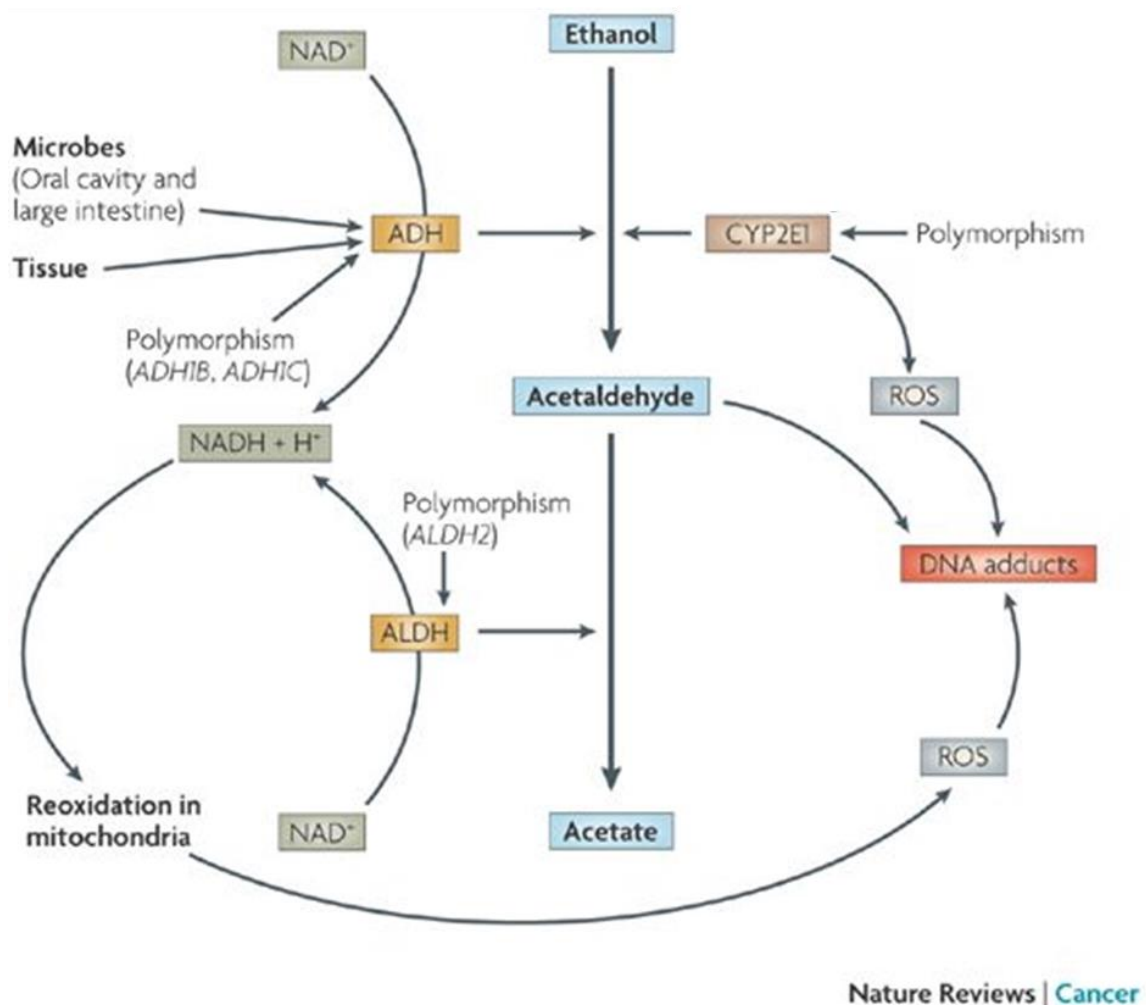 Ethanol
NAD⁺
Microbes
(Oral cavity and
large intestine)
ADH
CYP2E1
Polymorphism
Tissue
Polymorphism
(ADH1B, ADH1C)
Acetaldehyde
ROS
NADH + H⁺
Polymorphism
(ALDH2)
DNA adducts
ALDH
ROS
Reoxidation in
mitochondria
NAD⁺
Acetate
Nature Reviews | Cancer